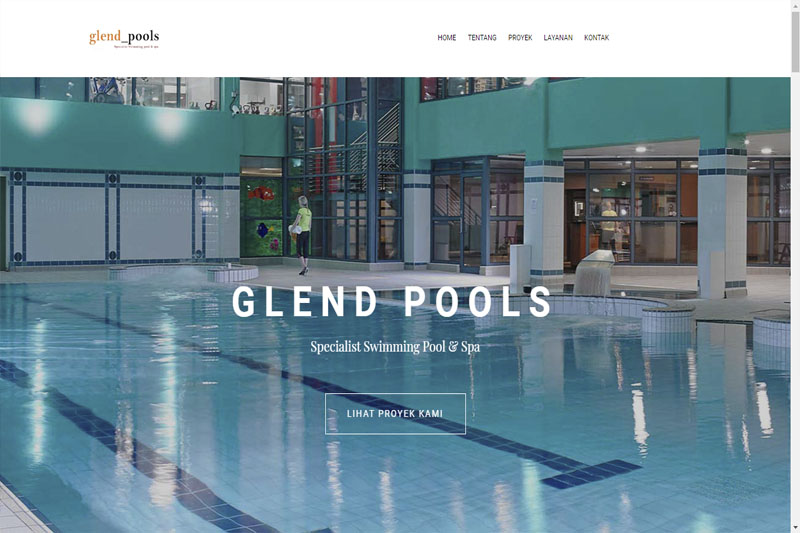 glend_pools
Specialist Swimming pool & spa
HOME TENTANG PROYEK LAYANAN KONTAK
GLEND POOLS
Specialist Swimming Pool & Spa
LIHAT PROYEK KAMI